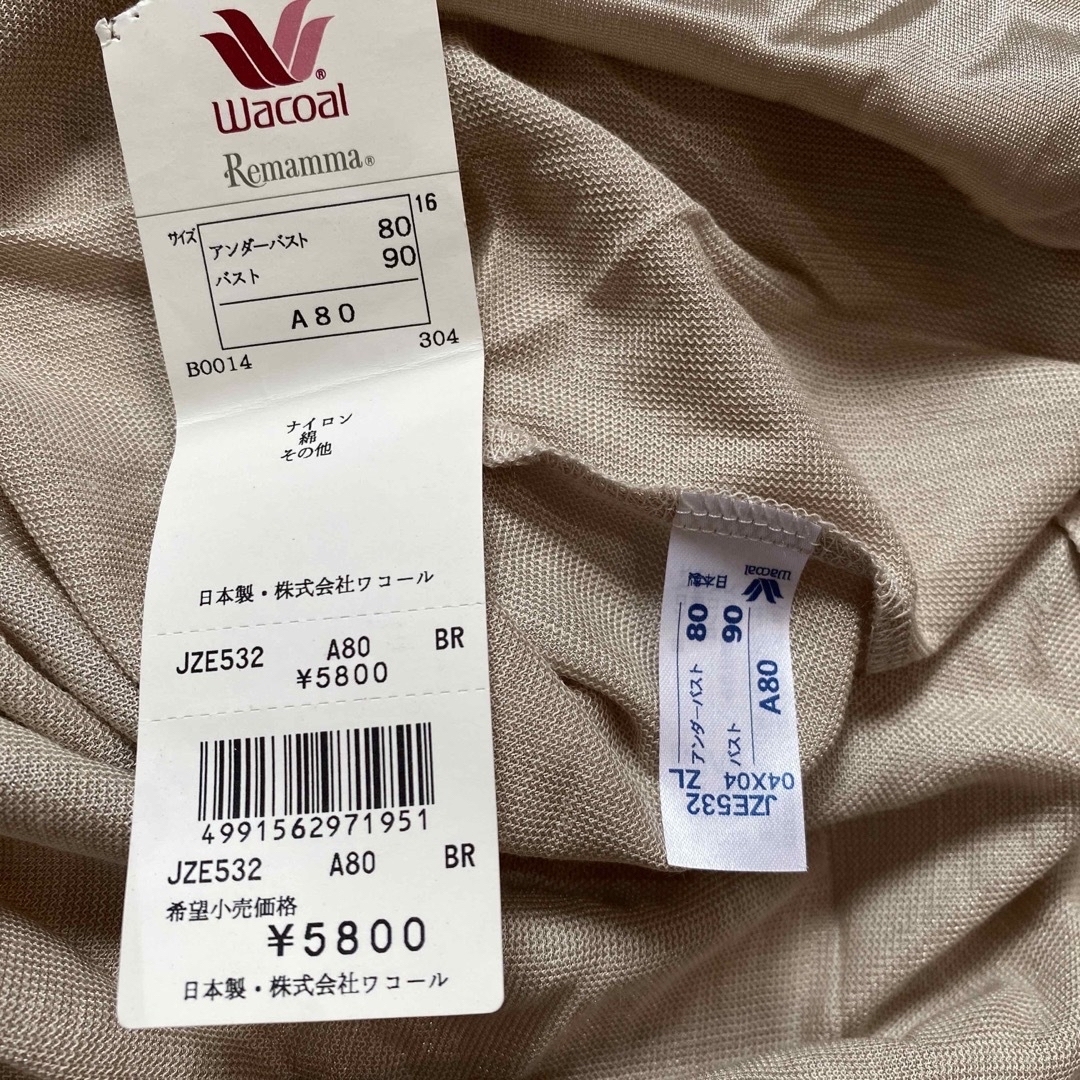 Wacoal®
Remamma®
16
サイズ
アンダーバスト 80
バスト 90
A80
B0014 304
ナイロン
綿
その他
日本製・株式会社ワコール
JZE532 A80 BR
¥5800
4991562971951
JZE532 A80 BR
希望小売価格
¥5800
日本製・株式会社ワコール
Wacoal
日本製
アンダーバスト 80
バスト 90
A80
JZE532 ZL
04X04